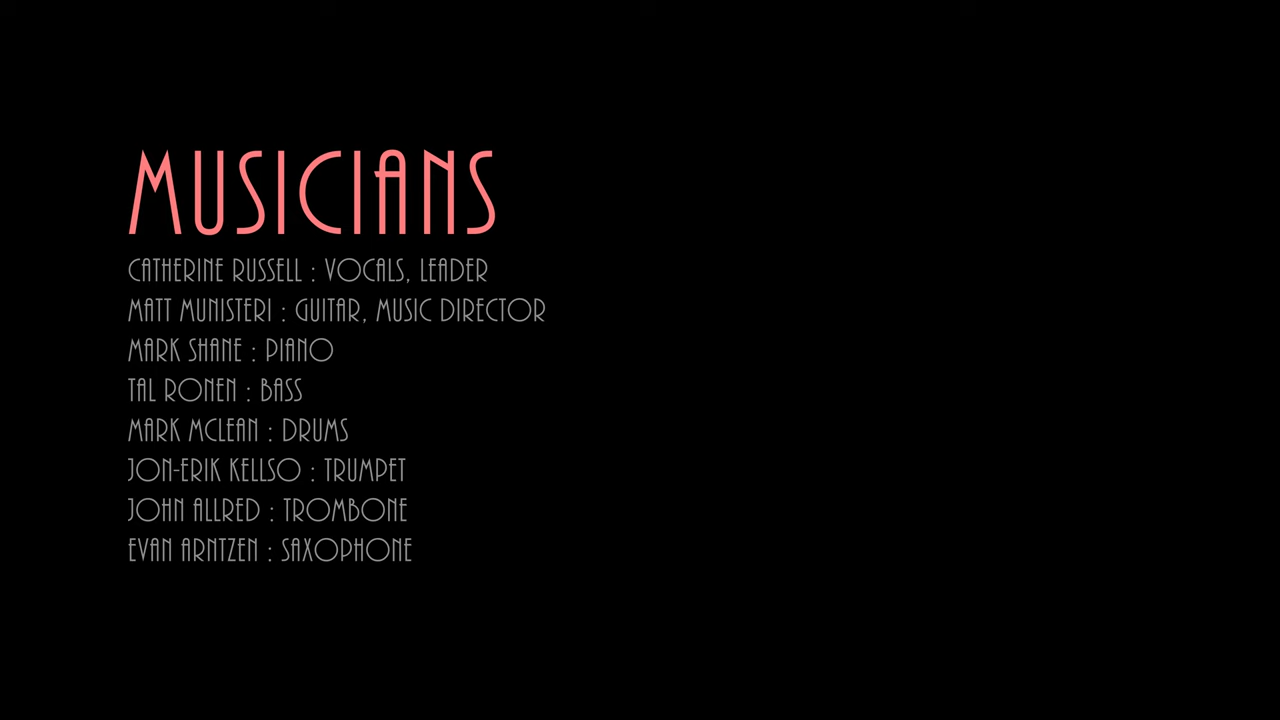 MUSICIANS
CATHERINE RUSSELL : VOCALS, LEADER
MATT MUNISTERI : GUITAR, MUSIC DIRECTOR
MARK SHANE : PIANO
TAL RONEN : BASS
MARK MCLEAN : DRUMS
JON-ERIK KELLSO : TRUMPET
JOHN ALLRED : TROMBONE
EVAN ARNTZEN : SAXOPHONE